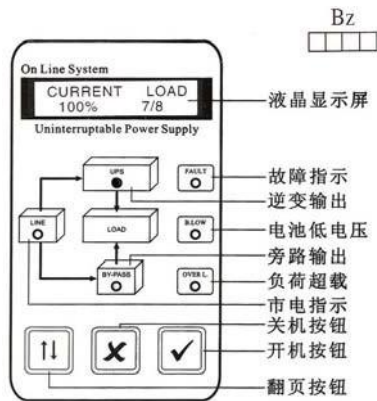 Bz
On Line System
CURRENT LOAD
100% 7/8
液晶显示屏
Uninterruptable Power Supply
UPS
FAULT
故障指示
逆变输出
LINE
LOAD
B.LOW
电池低电压
旁路输出
BY-PASS
OVER L.
负荷超载
市电指示
关机按钮
开机按钮
翻页按钮